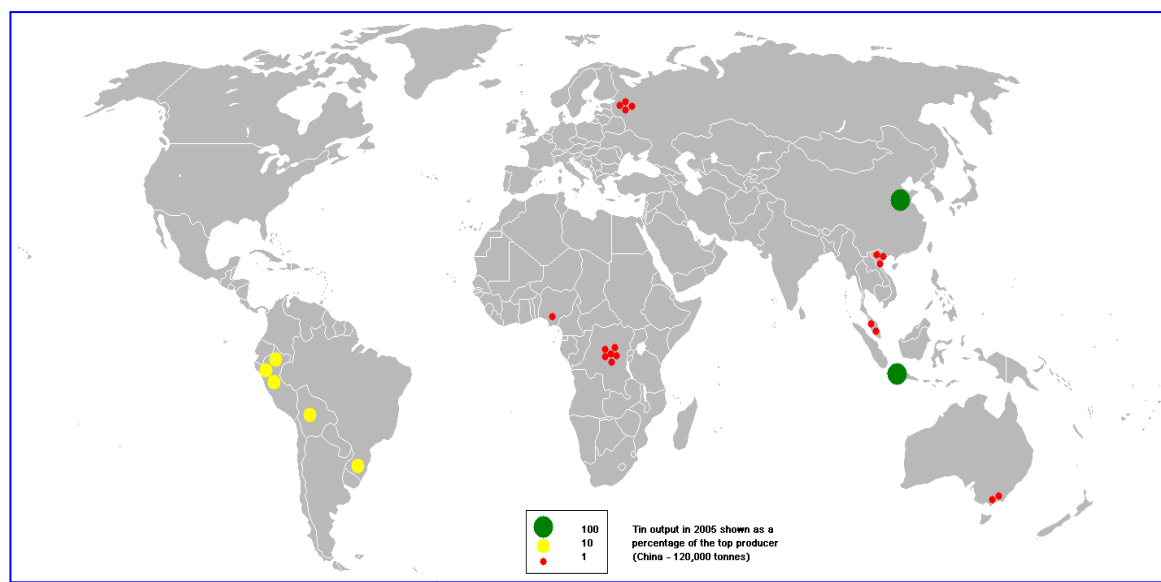 100 Tin output in 2005 shown as a
10 percentage of the top producer
1 (China - 120,000 tonnes)